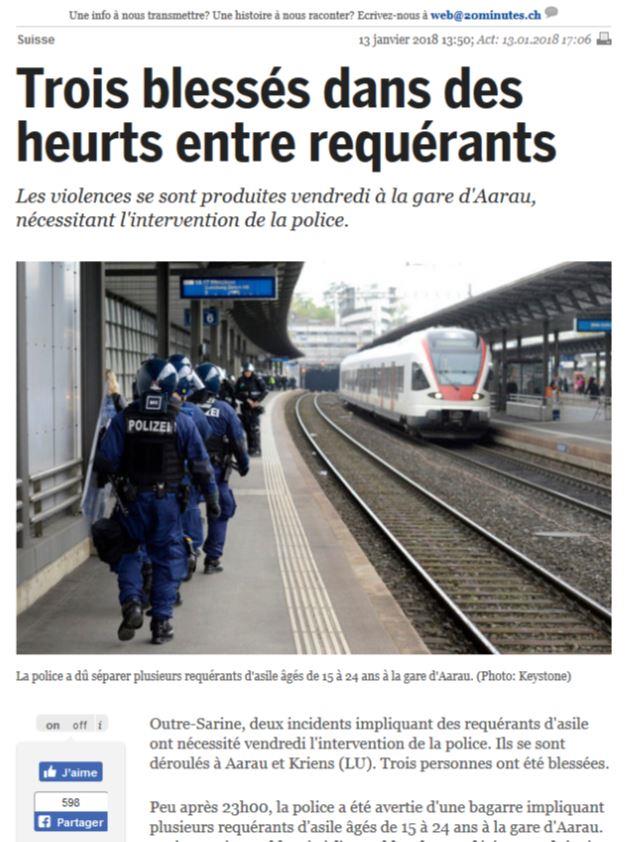 Une info à nous transmettre? Une histoire à nous raconter? Ecrivez-nous à web@20minutes.ch
Suisse
13 janvier 2018 13:50; Act: 13.01.2018 17:06
Trois blessés dans des
heurts entre requérants
Les violences se sont produites vendredi à la gare d'Aarau,
nécessitant l'intervention de la police.
6
POLIZEI
La police a dû séparer plusieurs requérants d'asile âgés de 15 à 24 ans à la gare d'Aarau. (Photo: Keystone)
on off i
J'aime
598
Partager
Outre-Sarine, deux incidents impliquant des requérants d'asile
ont nécessité vendredi l'intervention de la police. Ils se sont
déroulés à Aarau et Kriens (LU). Trois personnes ont été blessées.
Peu après 23h00, la police a été avertie d'une bagarre impliquant
plusieurs requérants d'asile âgés de 15 à 24 ans à la gare d'Aarau.